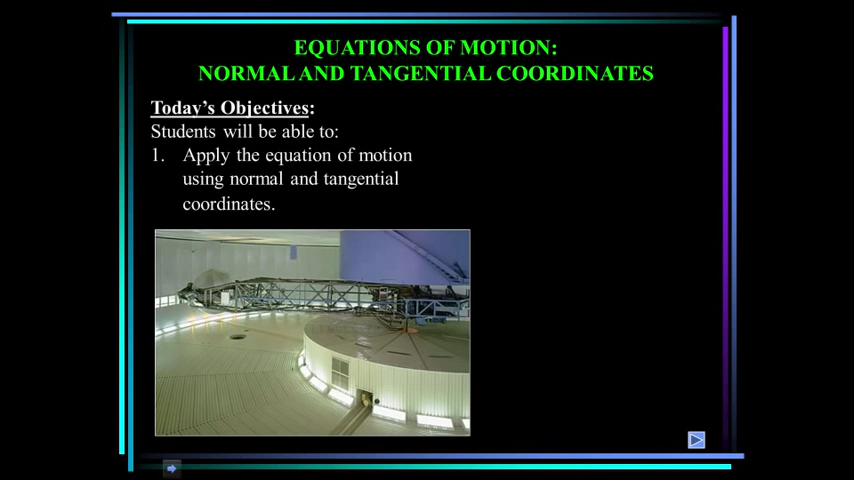 EQUATIONS OF MOTION:
NORMAL AND TANGENTIAL COORDINATES
Today’s Objectives:
Students will be able to:
1. Apply the equation of motion
using normal and tangential
coordinates.